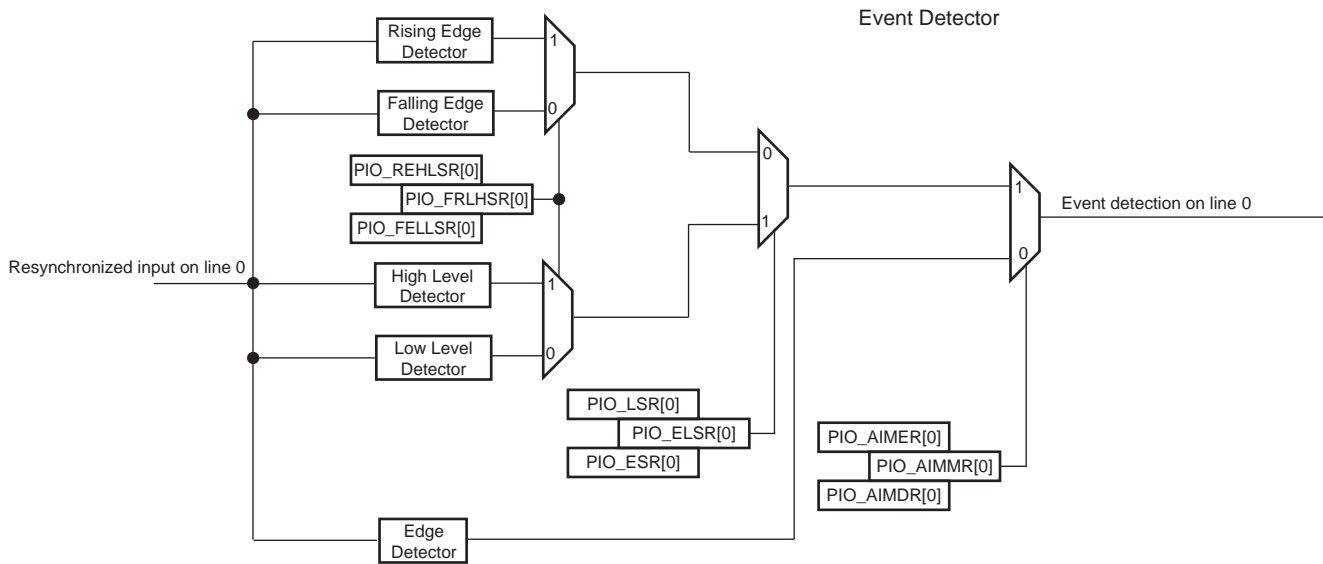 Event Detector
Rising Edge
Detector
1
Falling Edge
Detector
0
PIO_REHLSR[0]
PIO_FRLHSR[0]
PIO_FELLSR[0]
0
1
1
Event detection on line 0
0
Resynchronized input on line 0
High Level
Detector
1
Low Level
Detector
0
PIO_LSR[0]
PIO_ELSR[0]
PIO_ESR[0]
PIO_AIMER[0]
PIO_AIMMR[0]
PIO_AIMDR[0]
Edge
Detector